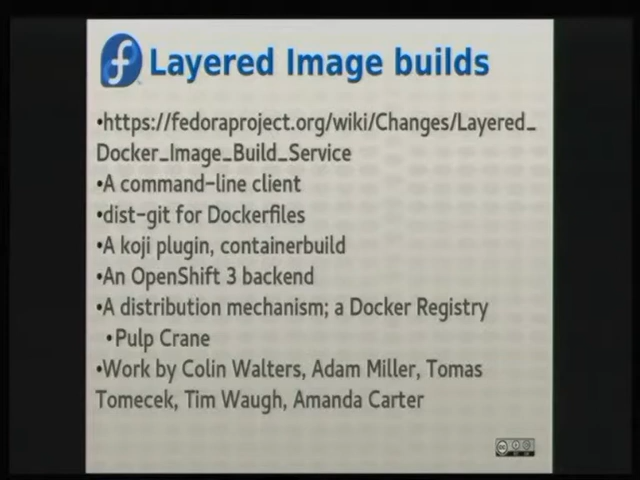 Layered Image builds
•https://fedoraproject.org/wiki/Changes/Layered_
Docker_Image_Build_Service
•A command-line client
•dist-git for Dockerfiles
•A koji plugin, containerbuild
•An OpenShift 3 backend
•A distribution mechanism; a Docker Registry
•Pulp Crane
•Work by Colin Walters, Adam Miller, Tomas
Tomecek, Tim Waugh, Amanda Carter